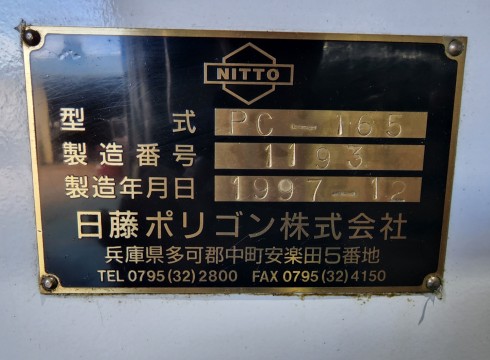 NITTO
型式 PC-165
製造番号 1193
製造年月日 1997-12
日藤ポリゴン株式会社
兵庫県多可郡中町安楽田5番地
TEL 0795(32)2800 FAX 0795(32)4150